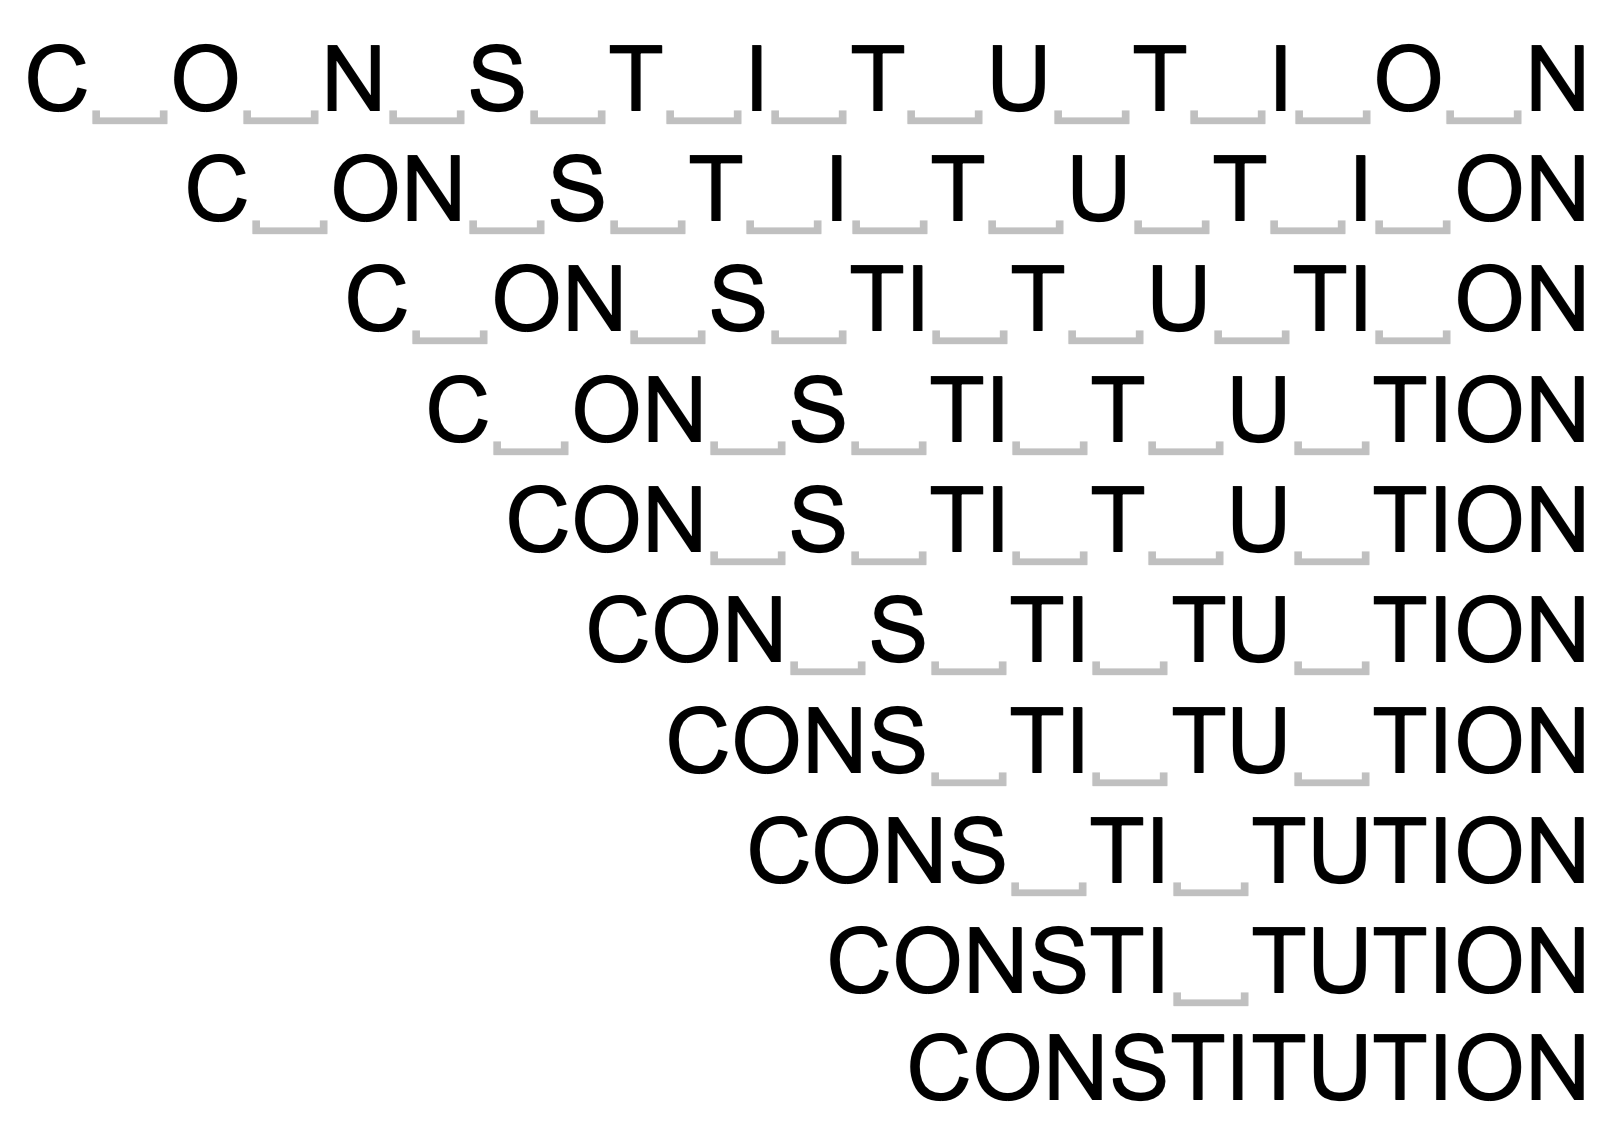 C␣O␣N␣S␣T␣I␣T␣U␣T␣I␣O␣N
C␣ON␣S␣T␣I␣T␣U␣T␣I␣ON
C␣ON␣S␣TI␣T␣U␣TI␣ON
C␣ON␣S␣TI␣T␣U␣TION
CON␣S␣TI␣T␣U␣TION
CON␣S␣TI␣TU␣TION
CONS␣TI␣TU␣TION
CONS␣TI␣TUTION
CONSTI␣TUTION
CONSTITUTION